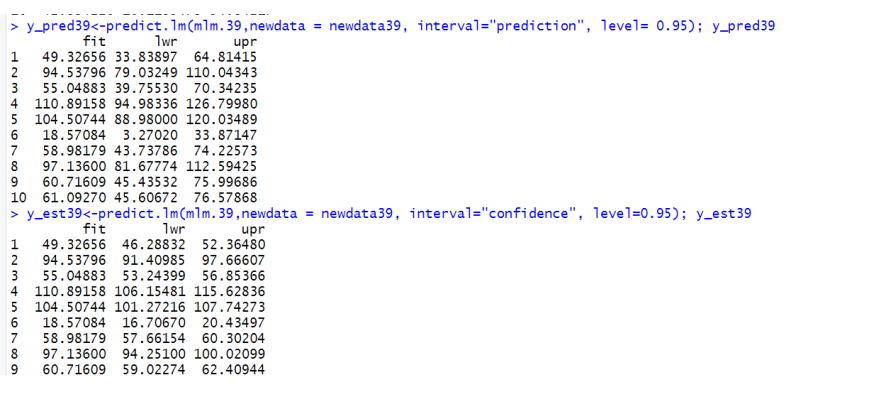 > y_pred39<-predict.lm(mlm.39,newdata = newdata39, interval="prediction", level= 0.95); y_pred39
fit lwr upr
1 49.32656 33.83897 64.81415
2 94.53796 79.03249 110.04343
3 55.04883 39.75530 70.34235
4 110.89158 94.98336 126.79980
5 104.50744 88.98000 120.03489
6 18.57084 3.27020 33.87147
7 58.98179 43.73786 74.22573
8 97.13600 81.67774 112.59425
9 60.71609 45.43532 75.99686
10 61.09270 45.60672 76.57868
> y_est39<-predict.lm(mlm.39,newdata = newdata39, interval="confidence", level=0.95); y_est39
fit lwr upr
1 49.32656 46.28832 52.36480
2 94.53796 91.40985 97.66607
3 55.04883 53.24399 56.85366
4 110.89158 106.15481 115.62836
5 104.50744 101.27216 107.74273
6 18.57084 16.70670 20.43497
7 58.98179 57.66154 60.30204
8 97.13600 94.25100 100.02099
9 60.71609 59.02274 62.40944